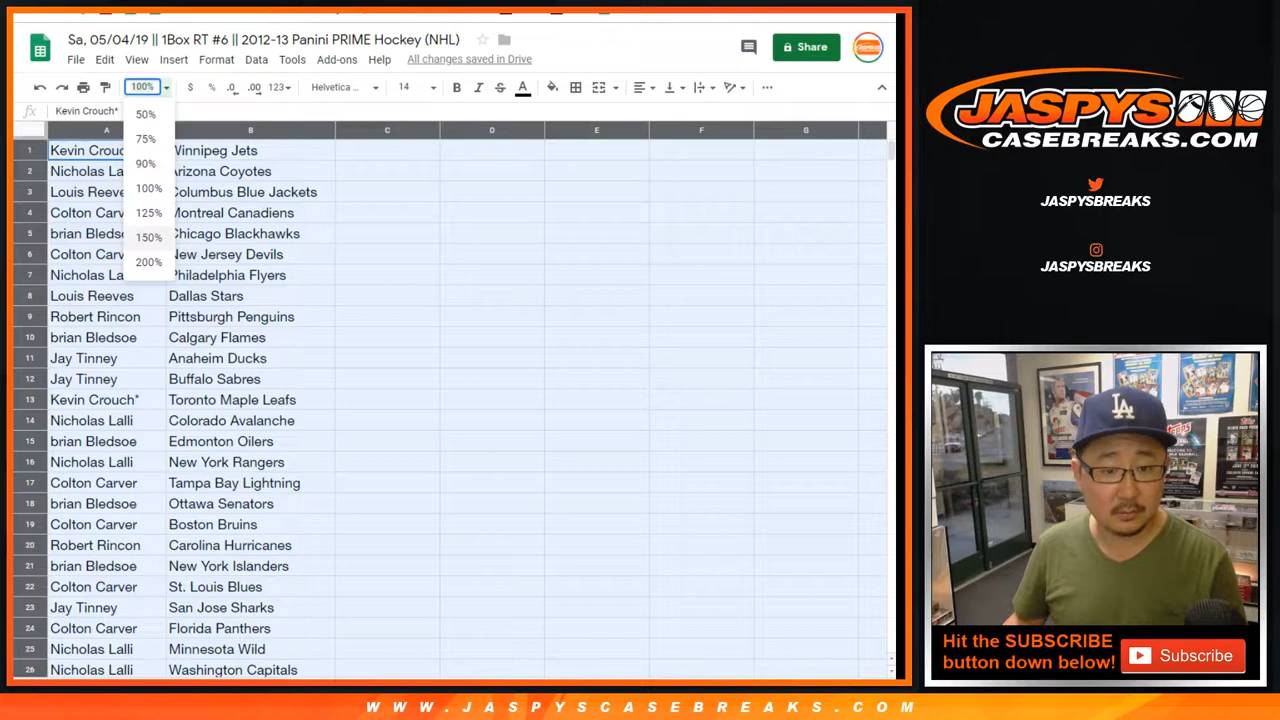 Sa, 05/04/19 || 1Box RT #6 || 2012-13 Panini PRIME Hockey (NHL)
File Edit View Insert Format Data Tools Add-ons Help All changes saved in Drive
Share
100% $ % .0 .00 123 Helvetica ... 14 B I S A
fx Kevin Crouch*
50%
75%
90%
100%
125%
150%
200%
A B C D E F G
1 Kevin Crouc Winnipeg Jets
2 Nicholas La Arizona Coyotes
3 Louis Reeve Columbus Blue Jackets
4 Colton Carv Montreal Canadiens
5 brian Bledso Chicago Blackhawks
6 Colton Carv New Jersey Devils
7 Nicholas La Philadelphia Flyers
8 Louis Reeves Dallas Stars
9 Robert Rincon Pittsburgh Penguins
10 brian Bledsoe Calgary Flames
11 Jay Tinney Anaheim Ducks
12 Jay Tinney Buffalo Sabres
13 Kevin Crouch* Toronto Maple Leafs
14 Nicholas Lalli Colorado Avalanche
15 brian Bledsoe Edmonton Oilers
16 Nicholas Lalli New York Rangers
17 Colton Carver Tampa Bay Lightning
18 brian Bledsoe Ottawa Senators
19 Colton Carver Boston Bruins
20 Robert Rincon Carolina Hurricanes
21 brian Bledsoe New York Islanders
22 Colton Carver St. Louis Blues
23 Jay Tinney San Jose Sharks
24 Colton Carver Florida Panthers
25 Nicholas Lalli Minnesota Wild
26 Nicholas Lalli Washington Capitals
JASPYS
CASEBREAKS.COM
JASPYSBREAKS
JASPYSBREAKS
LA
Hit the SUBSCRIBE
button down below!
Subscribe
WWW.JASPYSCASEBREAKS.COM